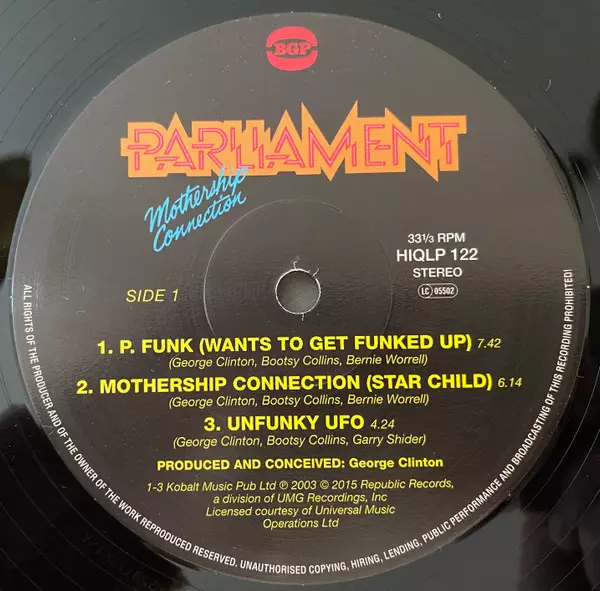 BGP
PARLIAMENT
Mothership
Connection
33⅓ RPM
HIQLP 122
STEREO
LC 05502
SIDE 1
1. P. FUNK (WANTS TO GET FUNKED UP) 7.42
(George Clinton, Bootsy Collins, Bernie Worrell)
2. MOTHERSHIP CONNECTION (STAR CHILD) 6.14
(George Clinton, Bootsy Collins, Bernie Worrell)
3. UNFUNKY UFO 4.24
(George Clinton, Bootsy Collins, Garry Shider)
PRODUCED AND CONCEIVED: George Clinton
1-3 Kobalt Music Pub Ltd ℗ 2003 © 2015 Republic Records,
a division of UMG Recordings, Inc
Licensed courtesy of Universal Music
Operations Ltd
ALL RIGHTS OF THE PRODUCER AND OF THE OWNER OF THE WORK REPRODUCED RESERVED. UNAUTHORISED COPYING, HIRING, LENDING, PUBLIC PERFORMANCE AND BROADCASTING OF THIS RECORDING PROHIBITED!